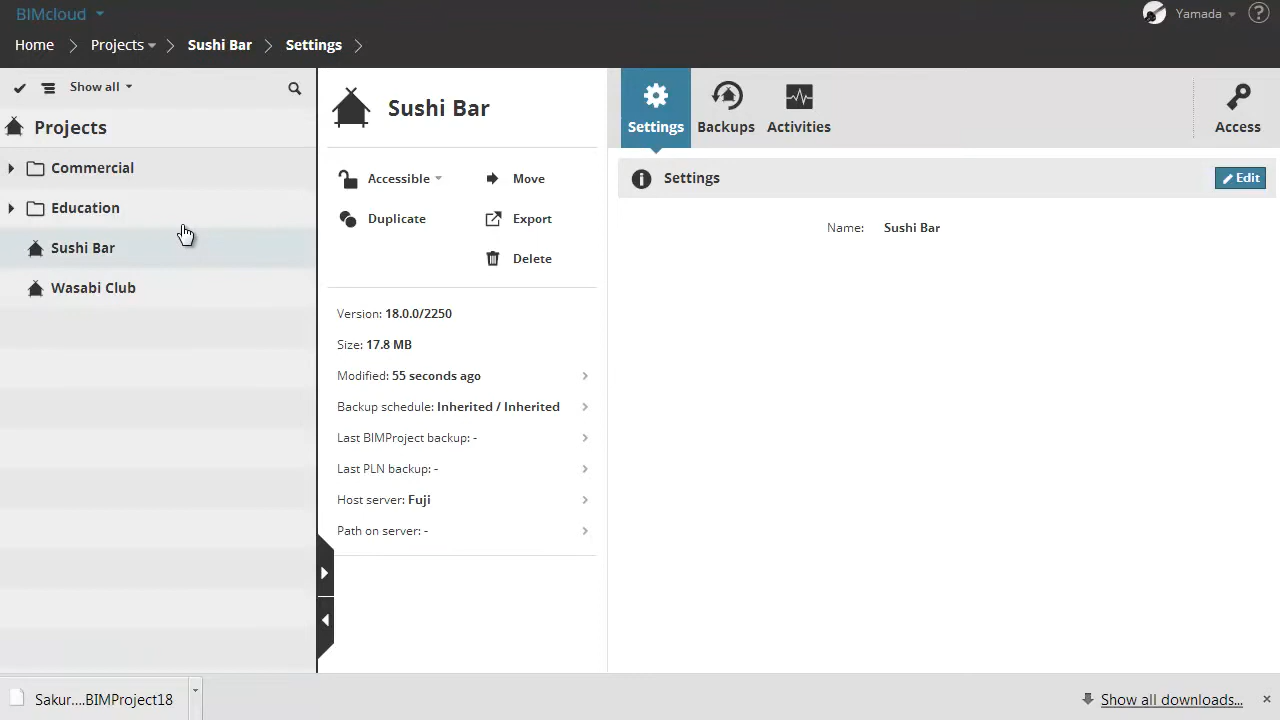 BIMcloud
Yamada
Home Projects Sushi Bar Settings
Show all
Projects
Commercial
Education
Sushi Bar
Wasabi Club
Sushi Bar
Accessible
Move
Duplicate
Export
Delete
Version: 18.0.0/2250
Size: 17.8 MB
Modified: 55 seconds ago
Backup schedule: Inherited / Inherited
Last BIMProject backup: -
Last PLN backup: -
Host server: Fuji
Path on server: -
Settings
Backups
Activities
Access
Settings
Edit
Name: Sushi Bar
Sakur....BIMProject18
Show all downloads...